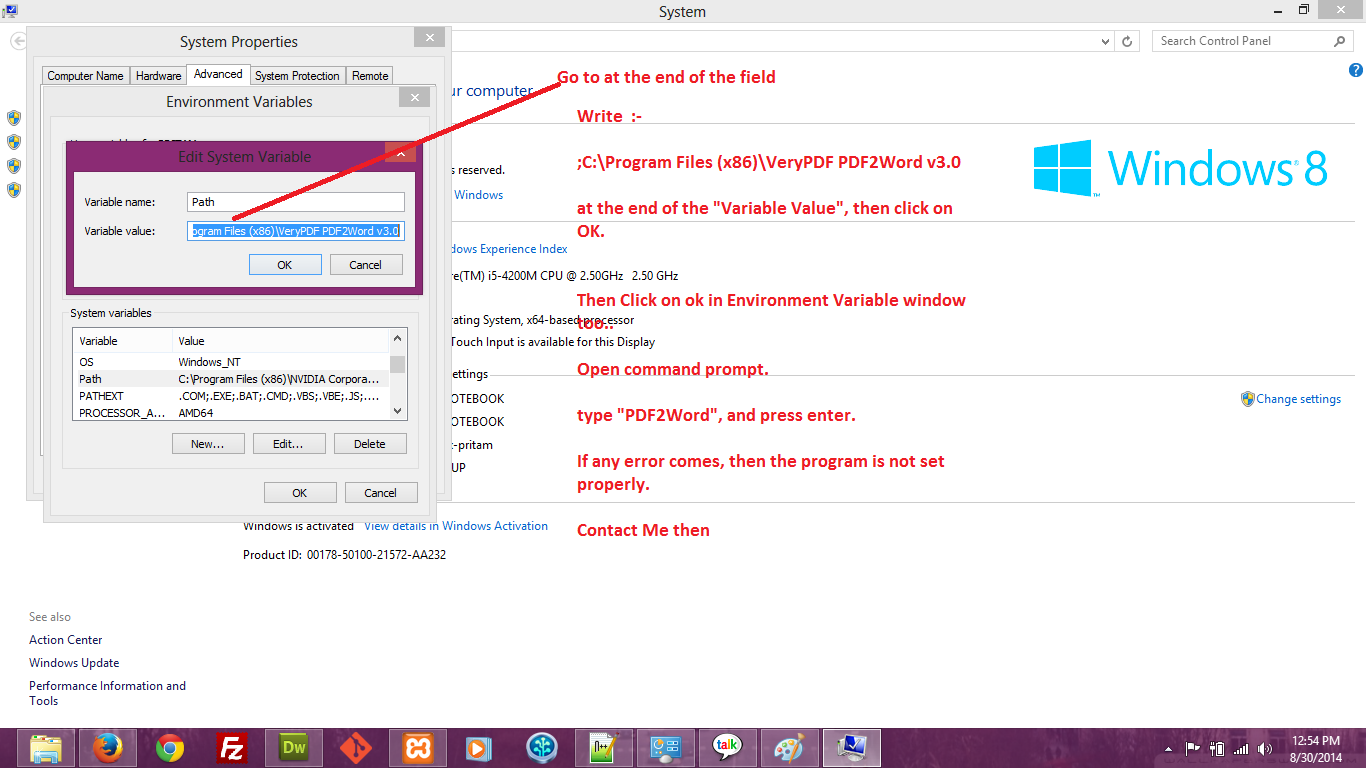 System
System Properties
Search Control Panel
Computer Name
Hardware
Advanced
System Protection
Remote
Go to at the end of the field
ur computer
Environment Variables
Write :-
Edit System Variable
;C:\Program Files (x86)\VeryPDF PDF2Word v3.0
s reserved.
Windows 8
Windows
Variable name:
Path
at the end of the "Variable Value", then click on
OK.
Variable value:
ogram Files (x86)\VeryPDF PDF2Word v3.0
dows Experience Index
OK
Cancel
re(TM) i5-4200M CPU @ 2.50GHz 2.50 GHz
Then Click on ok in Environment Variable window
too..
System variables
rating System, x64-based processor
Variable
Value
Touch Input is available for this Display
OS
Windows_NT
Path
C:\Program Files (x86)\NVIDIA Corpora...
PATHEXT
.COM;.EXE;.BAT;.CMD;.VBS;.VBE;.JS;....
PROCESSOR_A...
AMD64
Open command prompt.
ettings
OTEBOOK
Change settings
type "PDF2Word", and press enter.
OTEBOOK
New...
Edit...
Delete
t-pritam
UP
If any error comes, then the program is not set
properly.
OK
Cancel
Windows is activated View details in Windows Activation
Contact Me then
Product ID: 00178-50100-21572-AA232
See also
Action Center
Windows Update
Performance Information and
Tools
Fz
Dw
talk
12:54 PM
8/30/2014